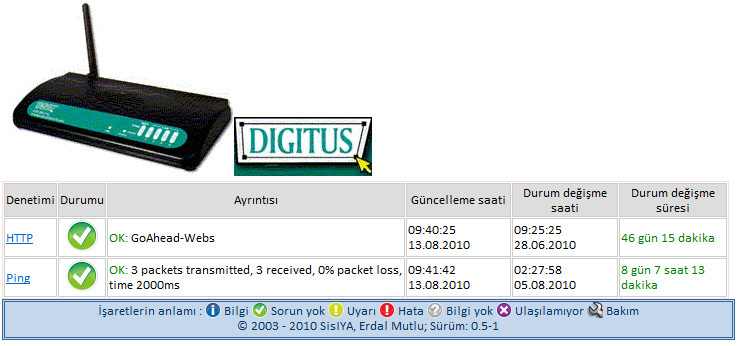 DIGITUS
Denetimi Durumu Ayrıntısı Güncelleme saati Durum değişme saati Durum değişme süresi
HTTP OK: GoAhead-Webs 09:40:25 13.08.2010 09:25:25 28.06.2010 46 gün 15 dakika
Ping OK: 3 packets transmitted, 3 received, 0% packet loss, time 2000ms 09:41:42 13.08.2010 02:27:58 05.08.2010 8 gün 7 saat 13 dakika
İşaretlerin anlamı : Bilgi Sorun yok Uyarı Hata Bilgi yok Ulaşılamıyor Bakım
© 2003 - 2010 SisIYA, Erdal Mutlu; Sürüm: 0.5-1